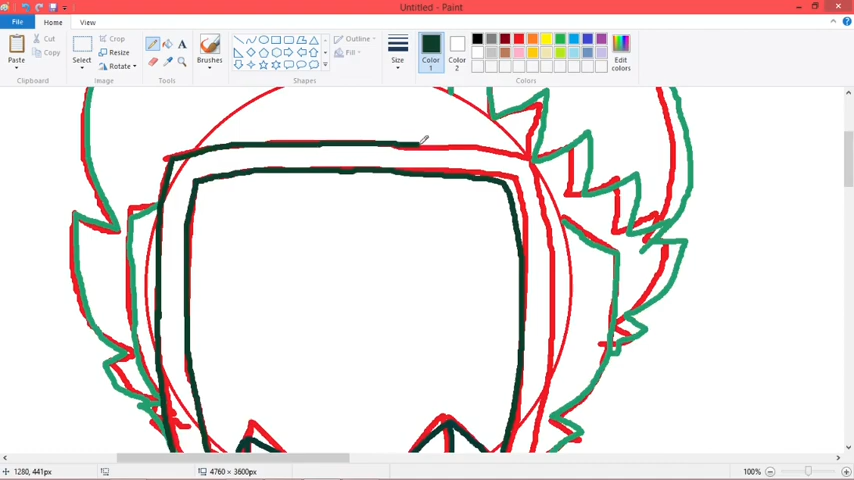 Untitled - Paint
File Home View
Paste
Cut
Copy
Clipboard
Select
Crop
Resize
Rotate
Image
Tools
Brushes
Shapes
Outline
Fill
Size
Color 1
Color 2
Edit colors
Colors
1280, 441px
4760 × 3600px
100%